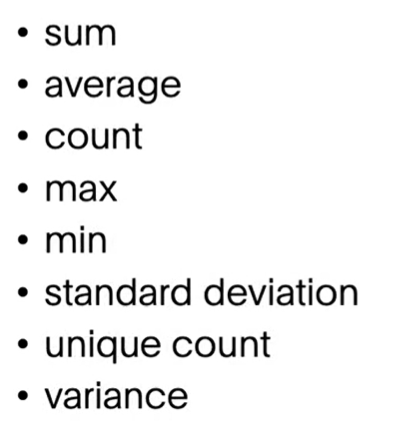 • sum
• average
• count
• max
• min
• standard deviation
• unique count
• variance